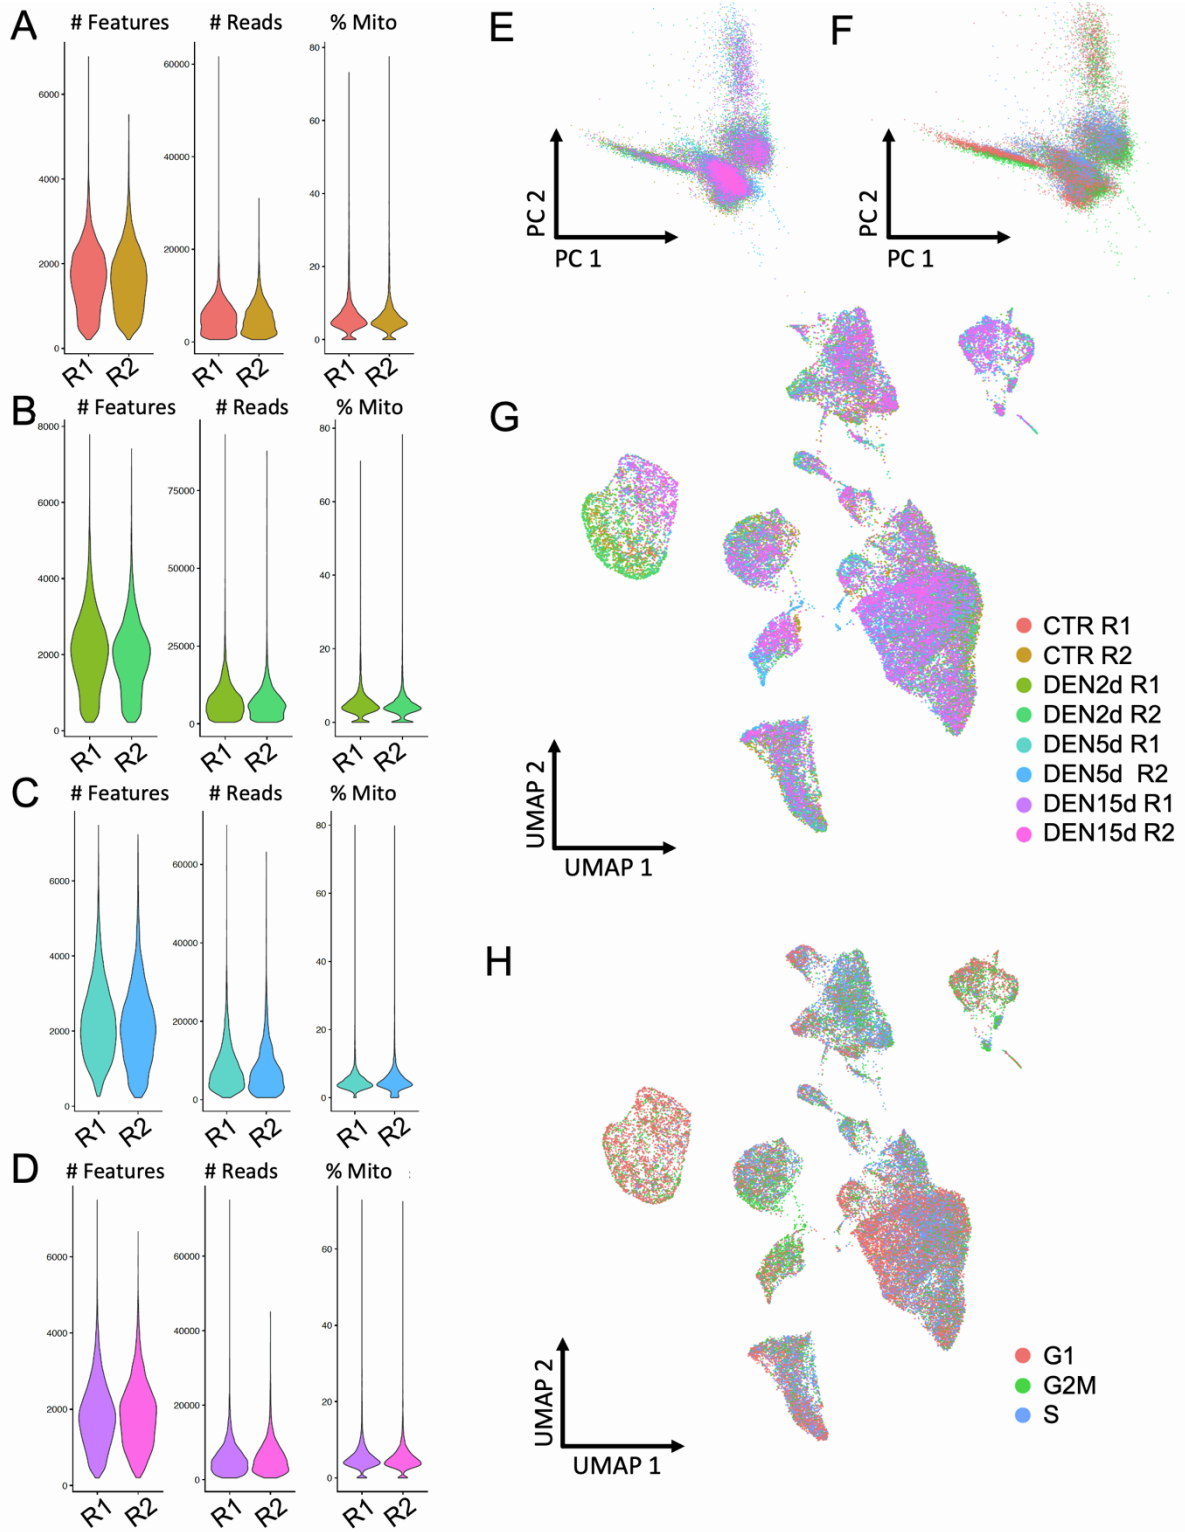 A
# Features # Reads % Mito
6000
4000
2000
0
60000
40000
20000
0
80
60
40
20
0
R1 R2 R1 R2 R1 R2
B
# Features # Reads % Mito
8000
6000
4000
2000
0
75000
50000
25000
0
80
60
40
20
0
R1 R2 R1 R2 R1 R2
C
# Features # Reads % Mito
6000
4000
2000
0
60000
40000
20000
0
80
60
40
20
0
R1 R2 R1 R2 R1 R2
D
# Features # Reads % Mito
6000
4000
2000
0
60000
40000
20000
0
60
40
20
0
R1 R2 R1 R2 R1 R2
E
PC 2
PC 1
F
PC 2
PC 1
G
UMAP 2
UMAP 1
CTR R1
CTR R2
DEN2d R1
DEN2d R2
DEN5d R1
DEN5d R2
DEN15d R1
DEN15d R2
H
UMAP 2
UMAP 1
G1
G2M
S